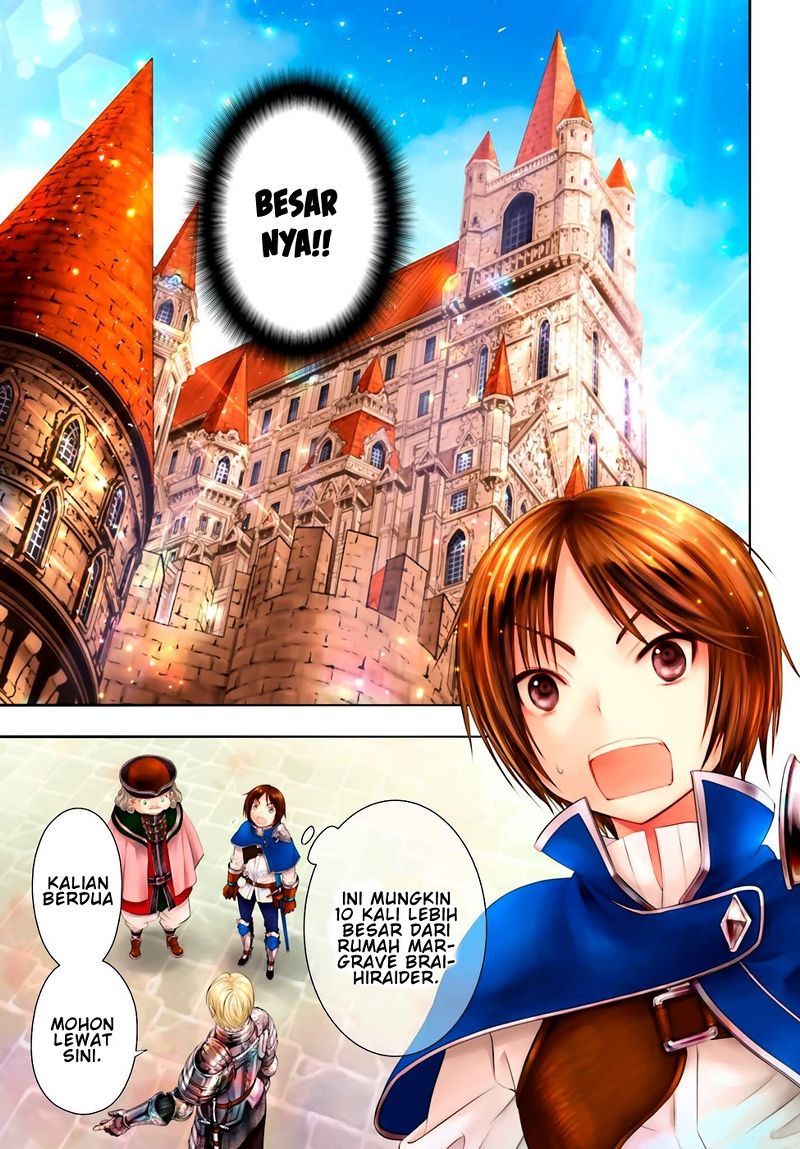 BESAR
NYA!!
INI MUNGKIN
10 KALI LEBIH
BESAR DARI
RUMAH MAR-
GRAVE BRAI-
HIRAIDER.
KALIAN
BERDUA
MOHON
LEWAT
SINI.